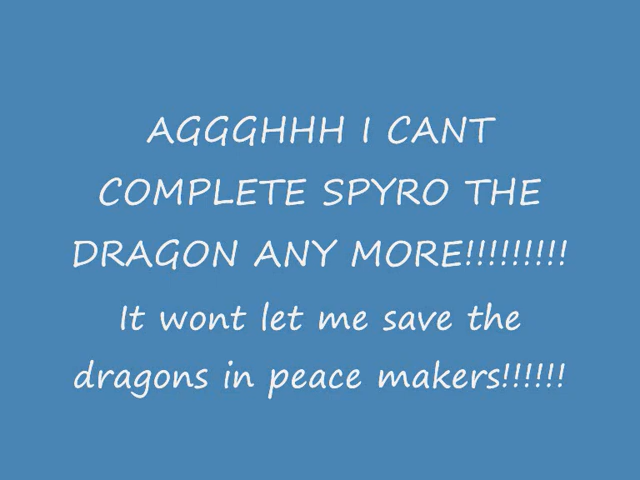 AGGGHHH I CANT
COMPLETE SPYRO THE
DRAGON ANY MORE!!!!!!!!!
It wont let me save the
dragons in peace makers!!!!!!